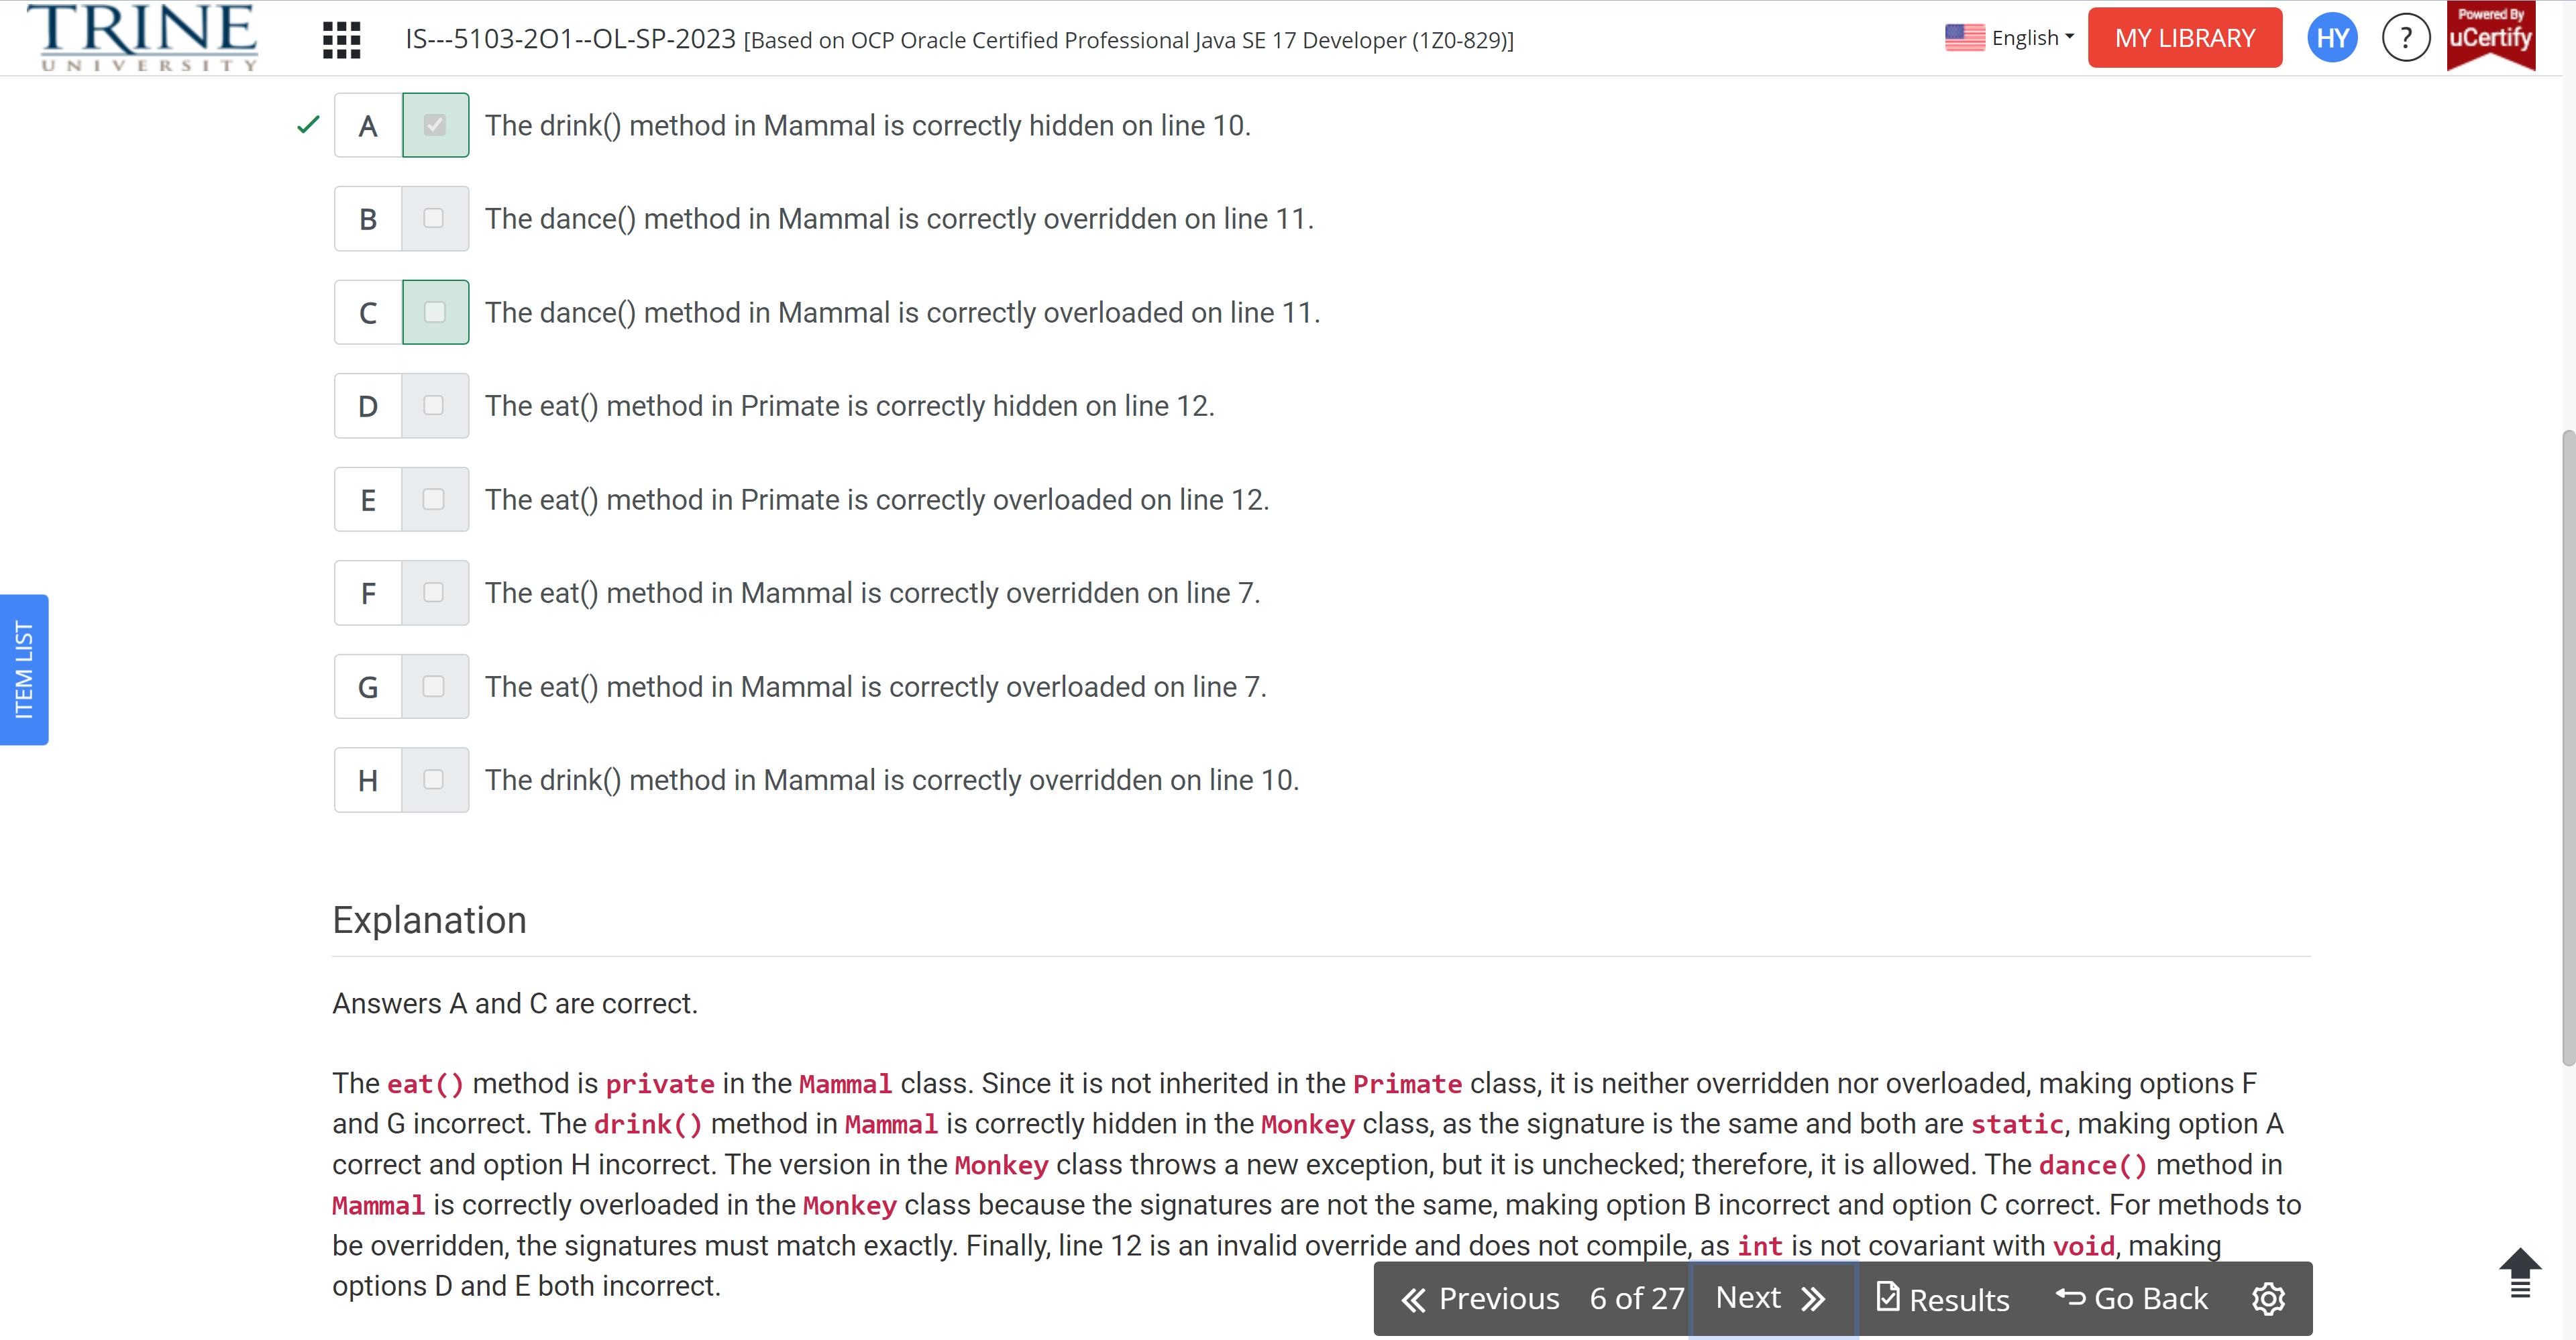 TRINE
UNIVERSITY
IS---5103-2O1--OL-SP-2023 [Based on OCP Oracle Certified Professional Java SE 17 Developer (1Z0-829)]
English
MY LIBRARY
HY
?
Powered By
uCertify
A The drink() method in Mammal is correctly hidden on line 10.
B The dance() method in Mammal is correctly overridden on line 11.
C The dance() method in Mammal is correctly overloaded on line 11.
D The eat() method in Primate is correctly hidden on line 12.
E The eat() method in Primate is correctly overloaded on line 12.
F The eat() method in Mammal is correctly overridden on line 7.
G The eat() method in Mammal is correctly overloaded on line 7.
H The drink() method in Mammal is correctly overridden on line 10.
ITEM LIST
Explanation
Answers A and C are correct.
The eat() method is private in the Mammal class. Since it is not inherited in the Primate class, it is neither overridden nor overloaded, making options F
and G incorrect. The drink() method in Mammal is correctly hidden in the Monkey class, as the signature is the same and both are static, making option A
correct and option H incorrect. The version in the Monkey class throws a new exception, but it is unchecked; therefore, it is allowed. The dance() method in
Mammal is correctly overloaded in the Monkey class because the signatures are not the same, making option B incorrect and option C correct. For methods to
be overridden, the signatures must match exactly. Finally, line 12 is an invalid override and does not compile, as int is not covariant with void, making
options D and E both incorrect.
Previous 6 of 27 Next Results Go Back